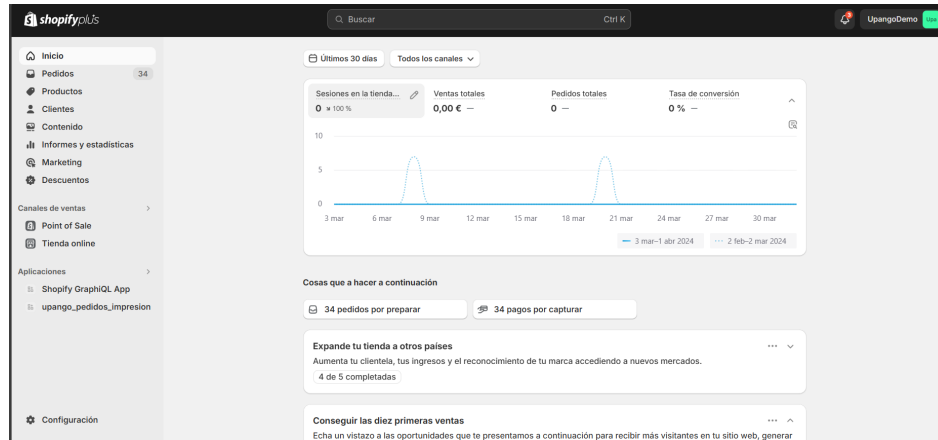 shopifyplus
Buscar
Ctrl K
UpangoDemo
Upa
Inicio
Pedidos 34
Productos
Clientes
Contenido
Informes y estadísticas
Marketing
Descuentos
Canales de ventas
Point of Sale
Tienda online
Aplicaciones
Shopify GraphiQL App
upango_pedidos_impresion
Configuración
Últimos 30 días
Todos los canales
Sesiones en la tienda...
0 100 %
Ventas totales
0,00 € —
Pedidos totales
0 —
Tasa de conversión
0 % —
10
5
0
3 mar 6 mar 9 mar 12 mar 15 mar 18 mar 21 mar 24 mar 27 mar 30 mar
3 mar–1 abr 2024
2 feb–2 mar 2024
Cosas que a hacer a continuación
34 pedidos por preparar
34 pagos por capturar
Expande tu tienda a otros países
Aumenta tu clientela, tus ingresos y el reconocimiento de tu marca accediendo a nuevos mercados.
4 de 5 completadas
Conseguir las diez primeras ventas
Echa un vistazo a las oportunidades que te presentamos a continuación para recibir más visitantes en tu sitio web, generar